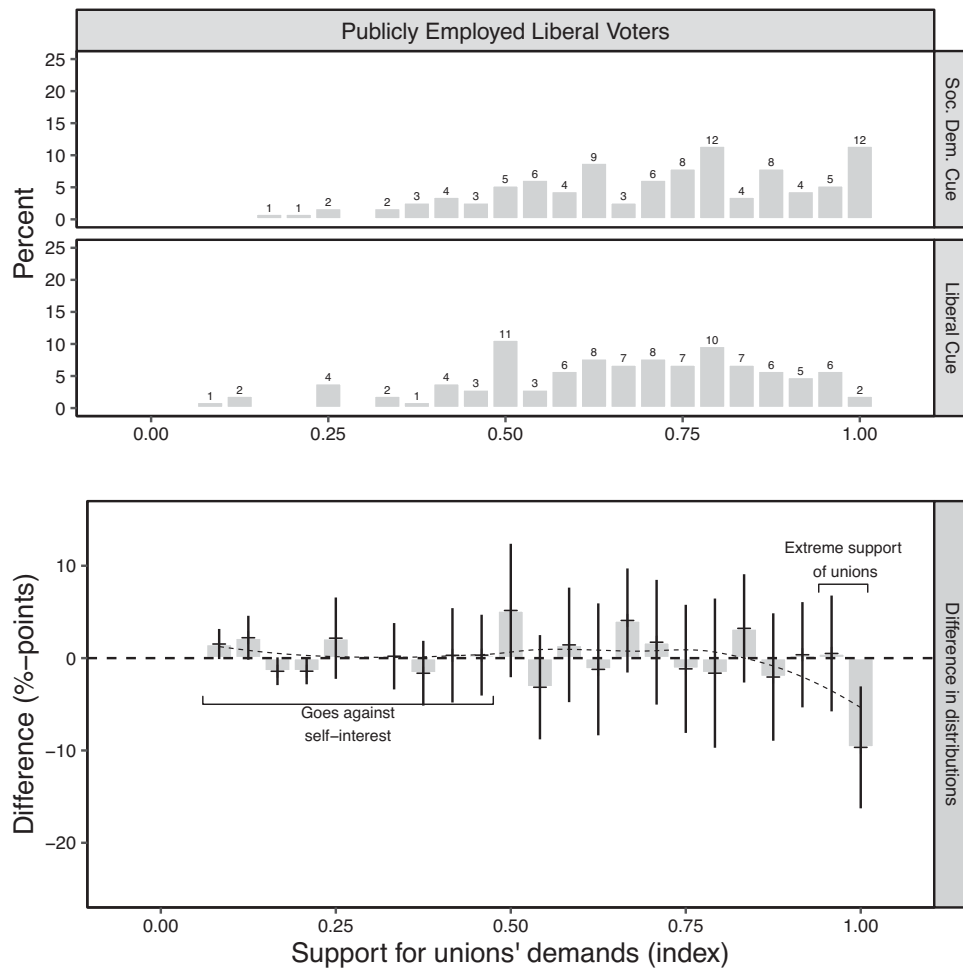 Publicly Employed Liberal Voters
Percent
25
20
15
10
5
0
1 1 2 2 3 4 3 5 6 4 9 3 6 8 12 3 8 4 5 12
Soc. Dem. Cue
25
20
15
10
5
0
1 2 4 2 1 4 3 11 3 6 8 7 8 7 10 7 6 5 6 2
Liberal Cue
0.00 0.25 0.50 0.75 1.00
Difference (%−points)
10
0
−10
−20
Extreme support
of unions
Goes against
self−interest
Difference in distributions
0.00 0.25 0.50 0.75 1.00
Support for unions' demands (index)